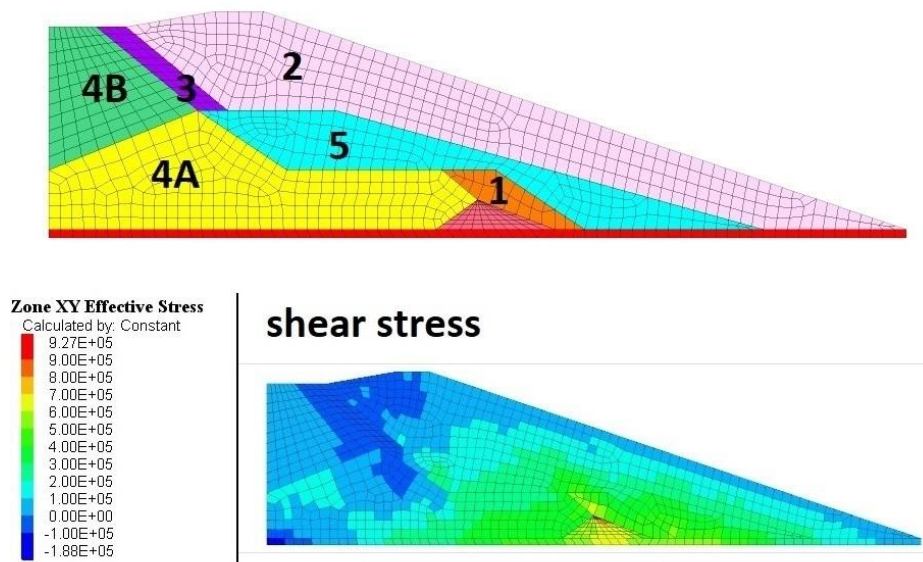 2
4B
3
5
4A
1
Zone XY Effective Stress
Calculated by: Constant
9.27E+05
9.00E+05
8.00E+05
7.00E+05
6.00E+05
5.00E+05
4.00E+05
3.00E+05
2.00E+05
1.00E+05
0.00E+00
-1.00E+05
-1.88E+05
shear stress